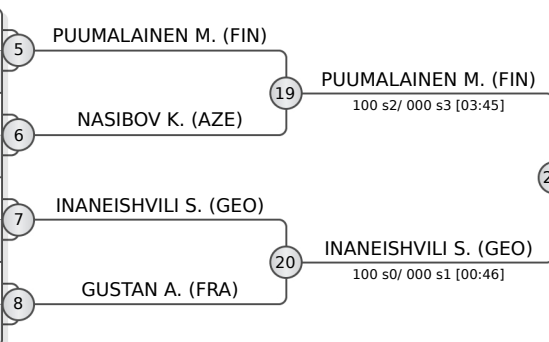 5
PUUMALAINEN M. (FIN)
19
PUUMALAINEN M. (FIN)
100 s2/ 000 s3 [03:45]
6
NASIBOV K. (AZE)
7
INANEISHVILI S. (GEO)
20
INANEISHVILI S. (GEO)
100 s0/ 000 s1 [00:46]
8
GUSTAN A. (FRA)